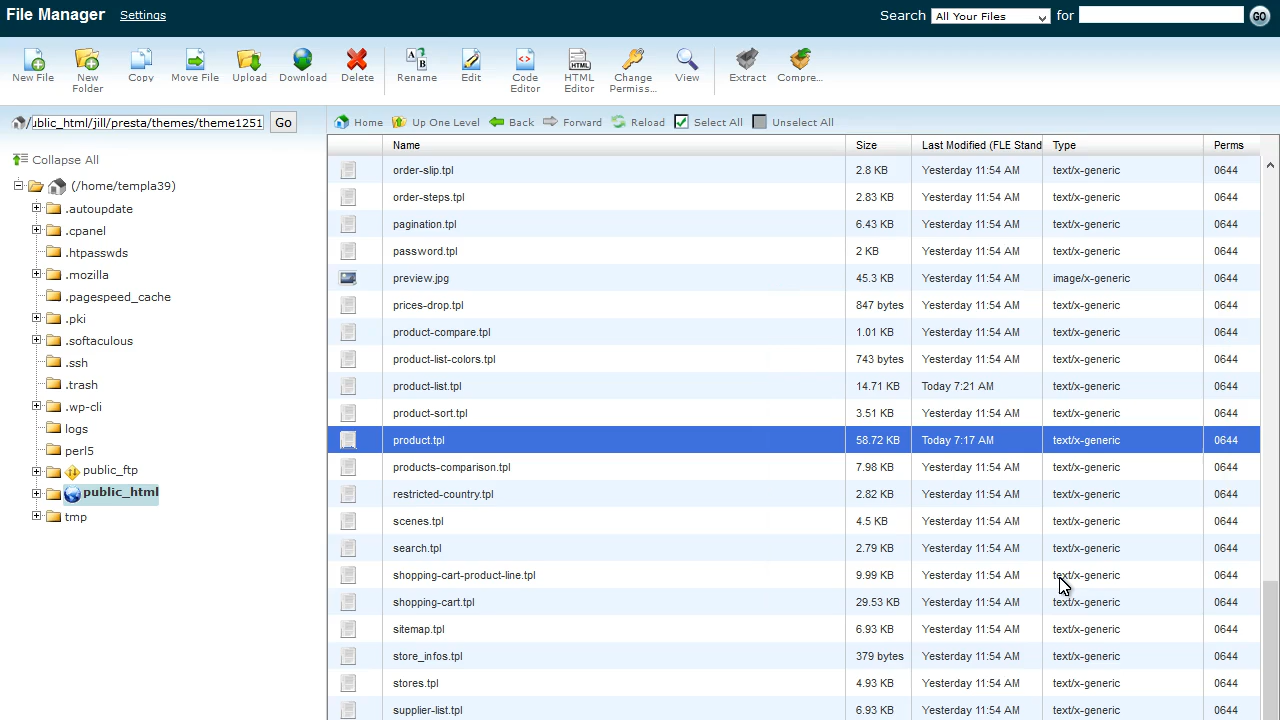 File Manager Settings Search All Your Files for GO
New File New Folder Copy Move File Upload Download Delete Rename Edit Code Editor HTML Editor Change Permiss... View Extract Compre...
/ublic_html/jill/presta/themes/theme1251 Go Home Up One Level Back Forward Reload Select All Unselect All
Collapse All
(/home/templa39)
.autoupdate
.cpanel
.htpasswds
.mozilla
.pagespeed_cache
.pki
.softaculous
.ssh
.trash
.wp-cli
logs
perl5
public_ftp
public_html
tmp
Name Size Last Modified (FLE Stand Type Perms
order-slip.tpl 2.8 KB Yesterday 11:54 AM text/x-generic 0644
order-steps.tpl 2.83 KB Yesterday 11:54 AM text/x-generic 0644
pagination.tpl 6.43 KB Yesterday 11:54 AM text/x-generic 0644
password.tpl 2 KB Yesterday 11:54 AM text/x-generic 0644
preview.jpg 45.3 KB Yesterday 11:54 AM image/x-generic 0644
prices-drop.tpl 847 bytes Yesterday 11:54 AM text/x-generic 0644
product-compare.tpl 1.01 KB Yesterday 11:54 AM text/x-generic 0644
product-list-colors.tpl 743 bytes Yesterday 11:54 AM text/x-generic 0644
product-list.tpl 14.71 KB Today 7:21 AM text/x-generic 0644
product-sort.tpl 3.51 KB Yesterday 11:54 AM text/x-generic 0644
product.tpl 58.72 KB Today 7:17 AM text/x-generic 0644
products-comparison.tpl 7.98 KB Yesterday 11:54 AM text/x-generic 0644
restricted-country.tpl 2.82 KB Yesterday 11:54 AM text/x-generic 0644
scenes.tpl 4.5 KB Yesterday 11:54 AM text/x-generic 0644
search.tpl 2.79 KB Yesterday 11:54 AM text/x-generic 0644
shopping-cart-product-line.tpl 9.99 KB Yesterday 11:54 AM text/x-generic 0644
shopping-cart.tpl 29.53 KB Yesterday 11:54 AM text/x-generic 0644
sitemap.tpl 6.93 KB Yesterday 11:54 AM text/x-generic 0644
store_infos.tpl 379 bytes Yesterday 11:54 AM text/x-generic 0644
stores.tpl 4.93 KB Yesterday 11:54 AM text/x-generic 0644
supplier-list.tpl 6.93 KB Yesterday 11:54 AM text/x-generic 0644